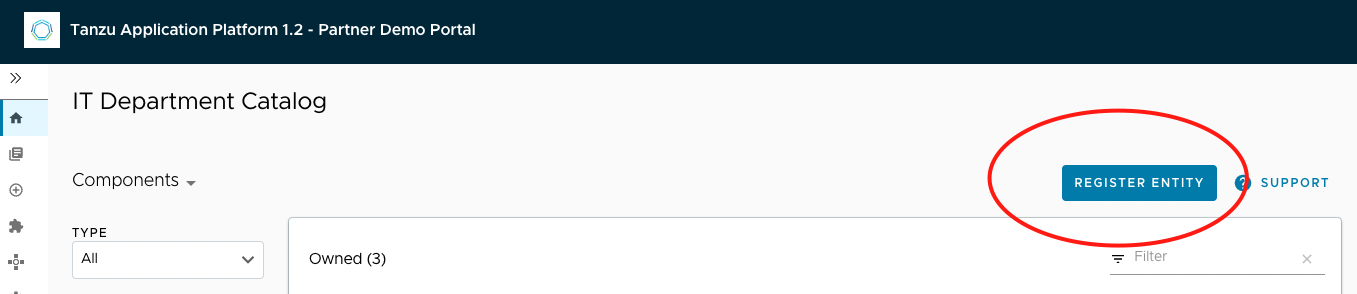 Tanzu Application Platform 1.2 - Partner Demo Portal
IT Department Catalog
Components
REGISTER ENTITY
? SUPPORT
TYPE
All
Owned (3)
Filter